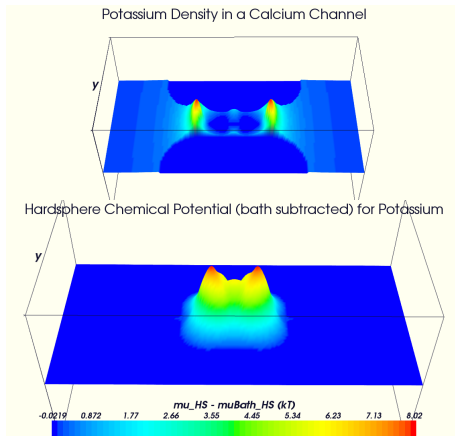 Potassium Density in a Calcium Channel
y
Hardsphere Chemical Potential (bath subtracted) for Potassium
y
mu_HS - muBath_HS (kT)
-0.0219 0.872 1.77 2.66 3.55 4.45 5.34 6.23 7.13 8.02